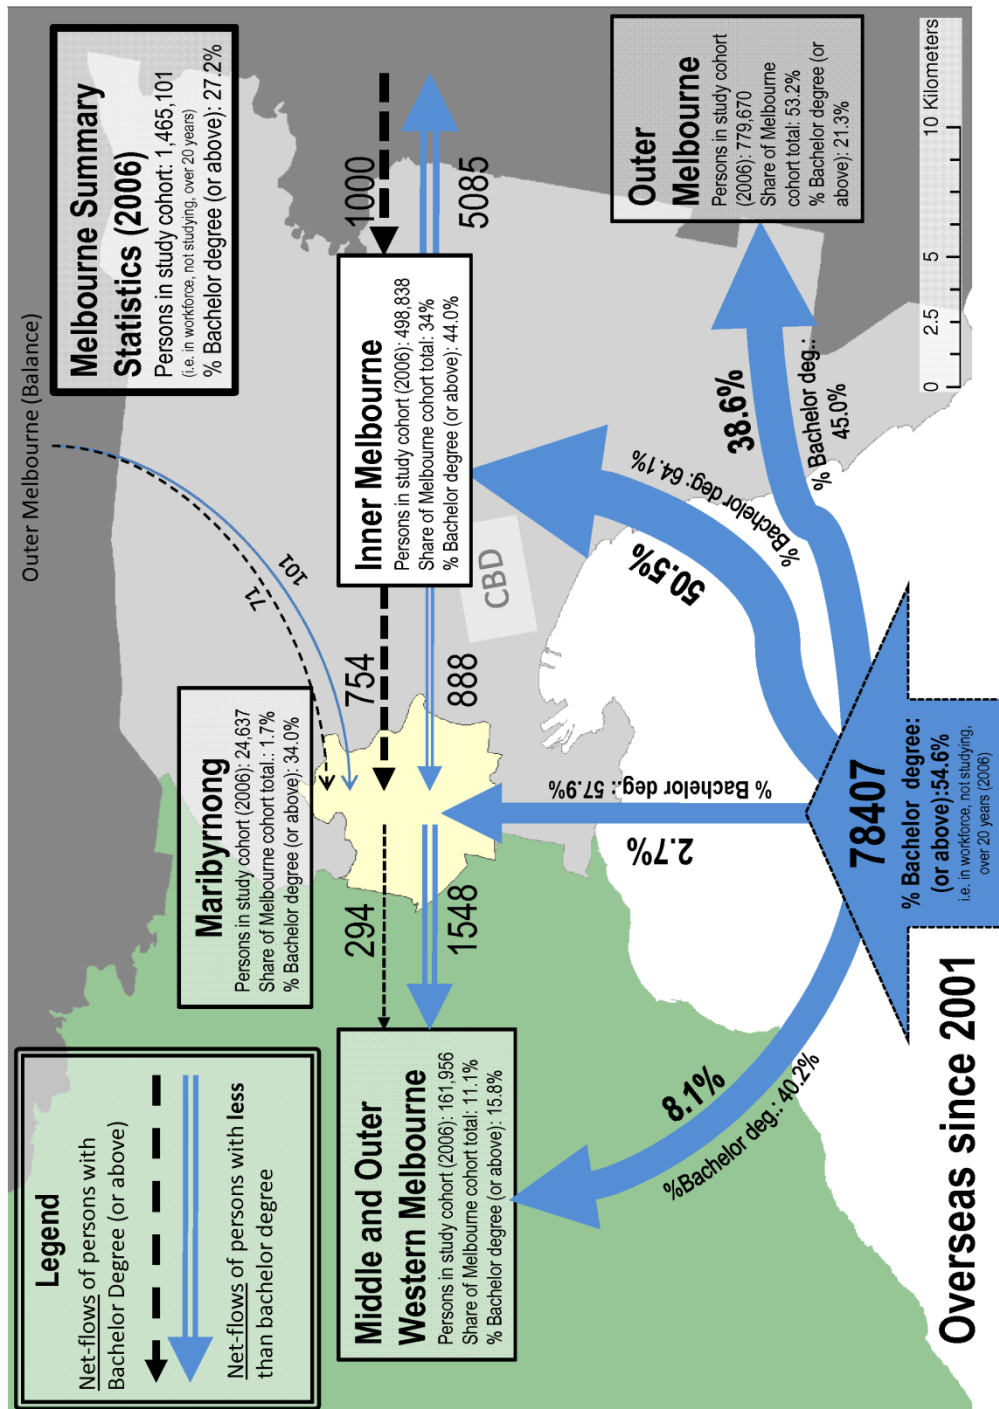 Legend
Net-flows of persons with
Bachelor Degree (or above)
Net-flows of persons with less
than bachelor degree
Outer Melbourne (Balance)
Melbourne Summary
Statistics (2006)
Persons in study cohort: 1,465,101
(i.e. in workforce, not studying, over 20 years)
% Bachelor degree (or above): 27.2%
Maribyrnong
Persons in study cohort (2006): 24,637
Share of Melbourne cohort total.: 1.7%
% Bachelor degree (or above): 34.0%
71
101
Middle and Outer
Western Melbourne
Persons in study cohort (2006): 161,956
Share of Melbourne cohort total: 11.1%
% Bachelor degree (or above): 15.8%
294
1548
754
888
Inner Melbourne
Persons in study cohort (2006): 498,838
Share of Melbourne cohort total: 34%
% Bachelor degree (or above): 44.0%
1000
5085
CBD
Outer
Melbourne
Persons in study cohort
(2006): 779,670
Share of Melbourne
cohort total: 53.2%
% Bachelor degree (or
above): 21.3%
8.1%
%Bachelor deg.: 40.2%
2.7%
% Bachelor deg.: 57.9%
50.5%
% Bachelor deg: 64.1%
38.6%
% Bachelor deg.:
45.0%
0 2.5 5 10 Kilometers
Overseas since 2001
78407
% Bachelor degree:
(or above):54.6%
i.e. in workforce, not studying,
over 20 years (2006)